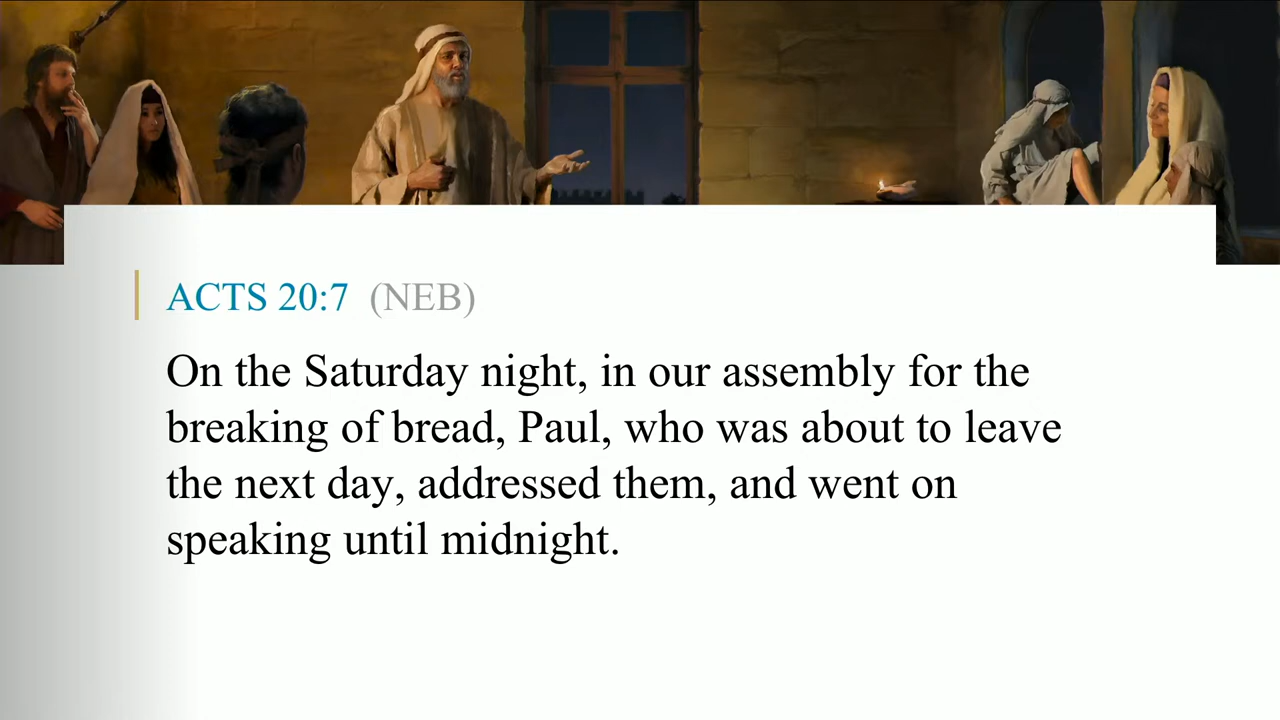 ACTS 20:7 (NEB)
On the Saturday night, in our assembly for the
breaking of bread, Paul, who was about to leave
the next day, addressed them, and went on
speaking until midnight.